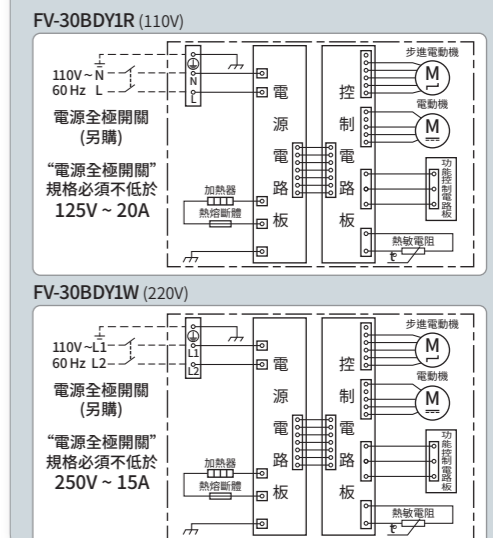 FV-30BDY1R (110V)
110V ~ N
60 Hz L
N
L
電源全極開關
(另購)
“電源全極開關”
規格必須不低於
125V ~ 20A
電源電路板
控制電路板
加熱器
熱熔斷體
步進電動機
M
電動機
M
功能控制電路板
熱敏電阻
t°
FV-30BDY1W (220V)
110V ~L1
60 Hz L2
L1
L2
電源全極開關
(另購)
“電源全極開關”
規格必須不低於
250V ~ 15A
電源電路板
控制電路板
加熱器
熱熔斷體
步進電動機
M
電動機
M
功能控制電路板
熱敏電阻
t°